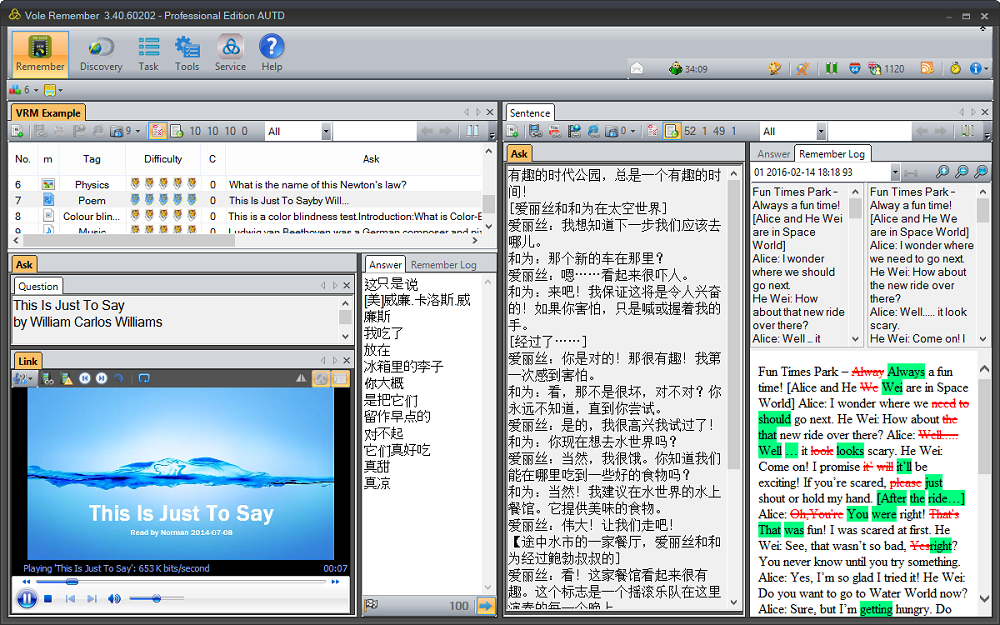 Vole Remember 3.40.60202 - Professional Edition AUTD
Remember
Discovery
Task
Tools
Service
Help
34:09
1120
6
VRM Example
9
10 10 10 0
All
No. m Tag Difficulty C Ask
6 Physics 0 What is the name of this Newton's law?
7 Poem 0 This Is Just To Sayby Will...
8 Colour blin... 0 This is a color blindness test.Introduction:What is Color-B
9 Music 0 Ludwig van Beethoven was a German composer and
Ask
Question
This Is Just To Say
by William Carlos Williams
Link
This Is Just To Say
Read by Norman 2014-07-08
Playing 'This Is Just To Say': 653 K bits/second
00:07
Answer
Remember Log
这只是说
[美]威廉.卡洛斯.威
廉斯
我吃了
放在
冰箱里的李子
你大概
是把它们
留作早点的
对不起
它们真好吃
真甜
真凉
100
Sentence
0
52 1 49 1
All
Ask
有趣的时代公园，总是一个有趣的时
间！
[爱丽丝和和为在太空世界]
爱丽丝：我想知道下一步我们应该去
哪儿。
和为：那个新的车在那里？
爱丽丝：嗯……看起来很吓人。
和为：来吧！我保证这将是令人兴奋
的！如果你害怕，只是喊或握着我的
手。
[经过了……]
爱丽丝：你是对的！那很有趣！我第
一次感到害怕。
和为：看，那不是很坏，对不对？你
永远不知道，直到你尝试。
爱丽丝：是的，我很高兴我试过了！
和为：你现在想去水世界吗？
爱丽丝：当然，我很饿。你知道我们
能在哪里吃到一些好的食物吗？
和为：当然！我建议在水世界的水上
餐馆。它提供美味的食物。
爱丽丝：伟大！让我们走吧！
【途中水市的一家餐厅，爱丽丝和和
为经过鲍勃叔叔的]
爱丽丝：看！这家餐馆看起来很有
趣。这个标志是一个摇滚乐队在这里
演奏的每一个晚上
Answer
Remember Log
01 2016-02-14 18:18 93
Fun Times Park –
Always a fun time!
[Alice and He Wei
are in Space
World]
Alice: I wonder
where we should
go next.
He Wei: How
about that new ride
over there?
Alice: Well ... it
Fun Times Park –
Alway a fun time!
[Alice and He We
are in Space World]
Alice: I wonder where
we need to go next.
He Wei: How about
the new ride over
there?
Alice: Well..... it look
scary.
He Wei: Come on! I
Fun Times Park – Alway Always a fun
time! [Alice and He We Wei are in Space
World] Alice: I wonder where we need to
should go next. He Wei: How about the
that new ride over there? Alice: Well.....
Well ... it look looks scary. He Wei:
Come on! I promise it' will it'll be
exciting! If you're scared, please just
shout or hold my hand. [After the ride…]
Alice: Oh,You're You were right! That's
That was fun! I was scared at first. He
Wei: See, that wasn't so bad, Yesright?
You never know until you try something.
Alice: Yes, I'm so glad I tried it! He Wei:
Do you want to go to Water World now?
Alice: Sure, but I'm getting hungry. Do